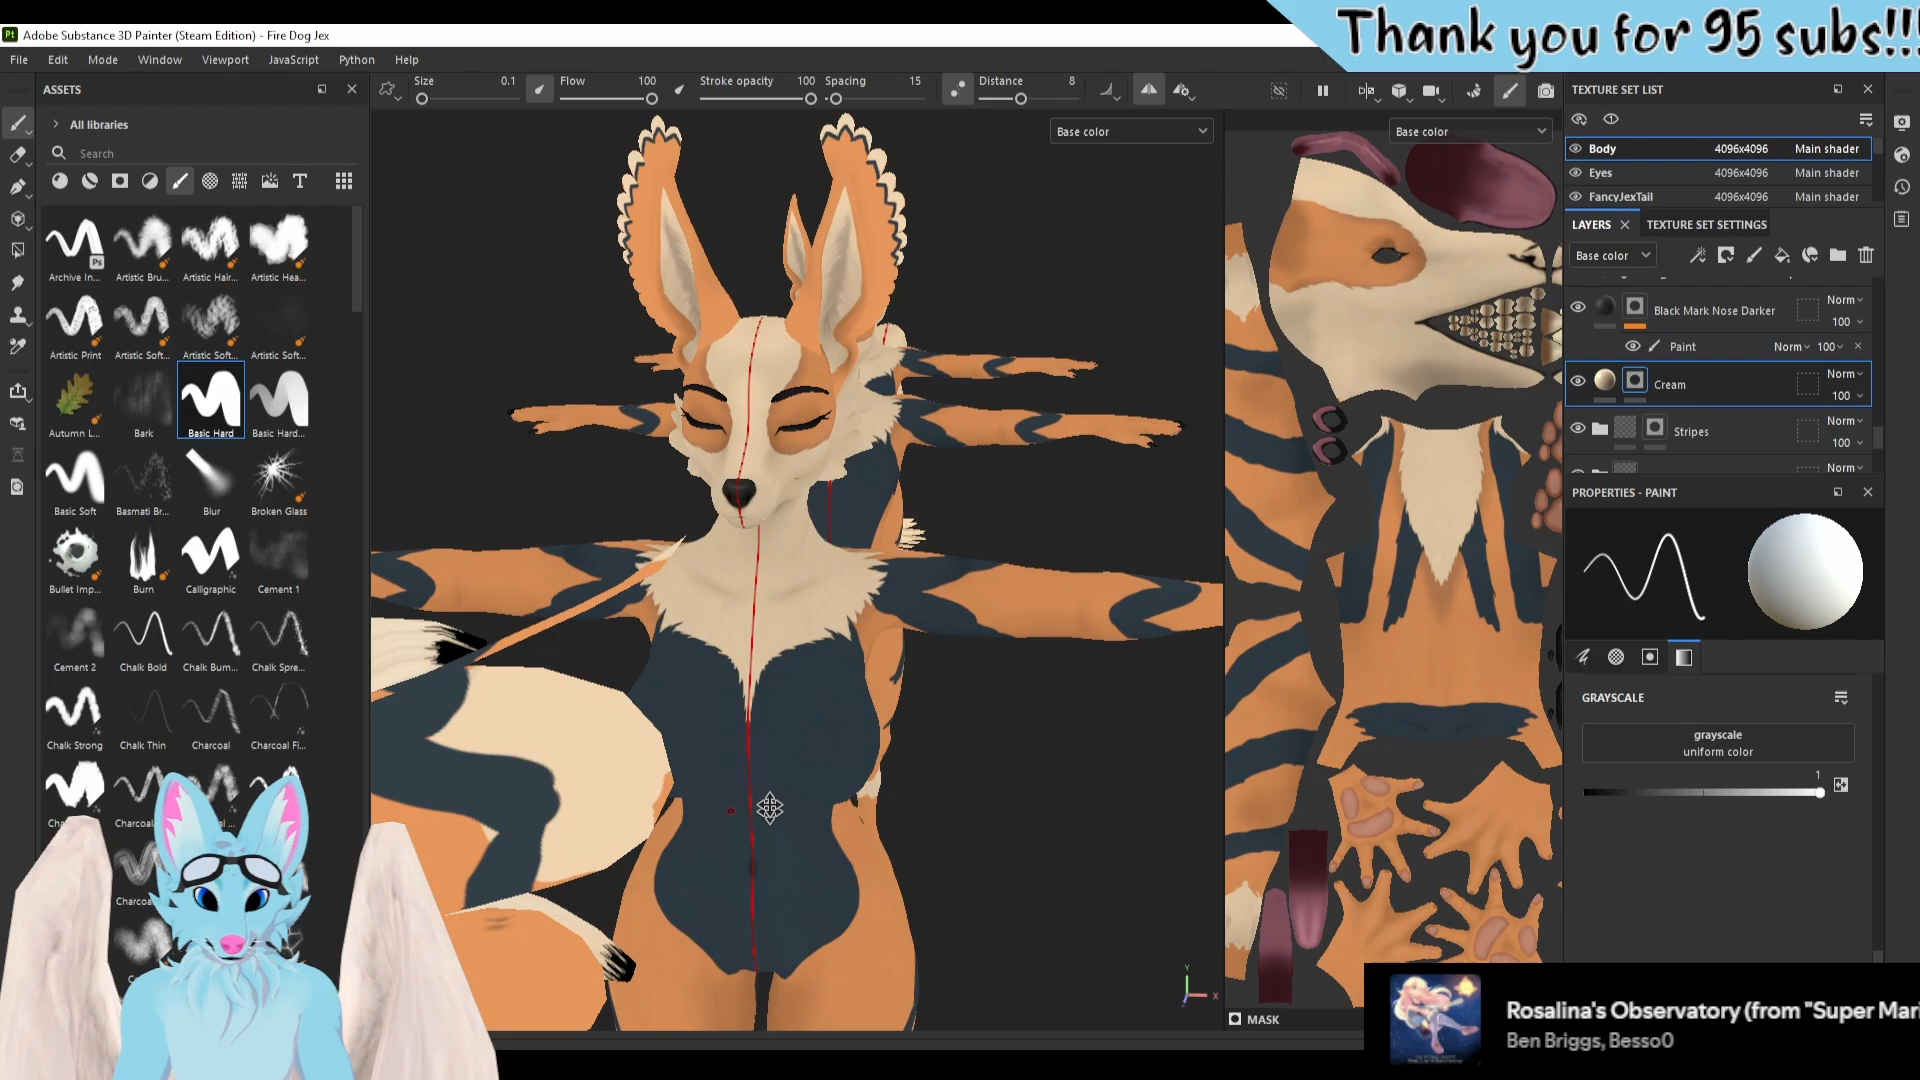 Thank you for 95 subs!!!
Adobe Substance 3D Painter (Steam Edition) - Fire Dog Jex
File Edit Mode Window Viewport JavaScript Python Help
ASSETS
Size 0.1 Flow 100 Stroke opacity 100 Spacing 15 Distance 8
All libraries
Search
Archive In... Artistic Bru... Artistic Hair... Artistic Hea...
Artistic Print Artistic Soft... Artistic Soft... Artistic Soft...
Autumn L... Bark Basic Hard Basic Hard...
Basic Soft Basmati Br... Blur Broken Glass
Bullet Imp... Burn Calligraphic Cement 1
Cement 2 Chalk Bold Chalk Bum... Chalk Spre...
Chalk Strong Chalk Thin Charcoal Charcoal Fi...
Base color
Base color
MASK
TEXTURE SET LIST
Body 4096x4096 Main shader
Eyes 4096x4096 Main shader
FancyJexTail 4096x4096 Main shader
LAYERS TEXTURE SET SETTINGS
Base color
Black Mark Nose Darker Norm 100
Paint Norm 100
Cream Norm 100
Stripes Norm 100
Norm
PROPERTIES - PAINT
GRAYSCALE
grayscale
uniform color
1
Rosalina's Observatory (from "Super Mari
Ben Briggs, Besso0